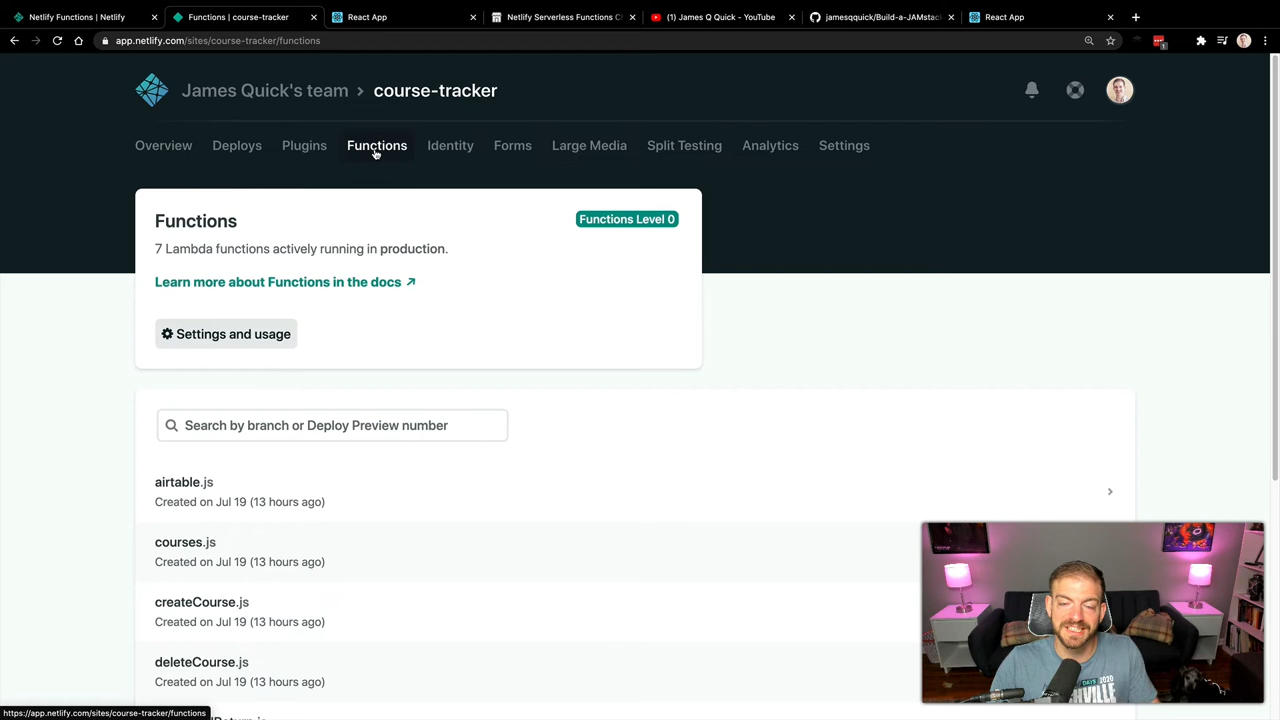 Netlify Functions | Netlify
Functions | course-tracker
React App
Netlify Serverless Functions C
(1) James Q Quick - YouTube
jamesqquick/Build-a-JAMstac
React App
app.netlify.com/sites/course-tracker/functions
1
James Quick's team > course-tracker
Overview Deploys Plugins Functions Identity Forms Large Media Split Testing Analytics Settings
Functions
Functions Level 0
7 Lambda functions actively running in production.
Learn more about Functions in the docs
Settings and usage
Search by branch or Deploy Preview number
airtable.js
Created on Jul 19 (13 hours ago)
courses.js
Created on Jul 19 (13 hours ago)
createCourse.js
Created on Jul 19 (13 hours ago)
deleteCourse.js
Created on Jul 19 (13 hours ago)
DAYS 2020
https://app.netlify.com/sites/course-tracker/functions